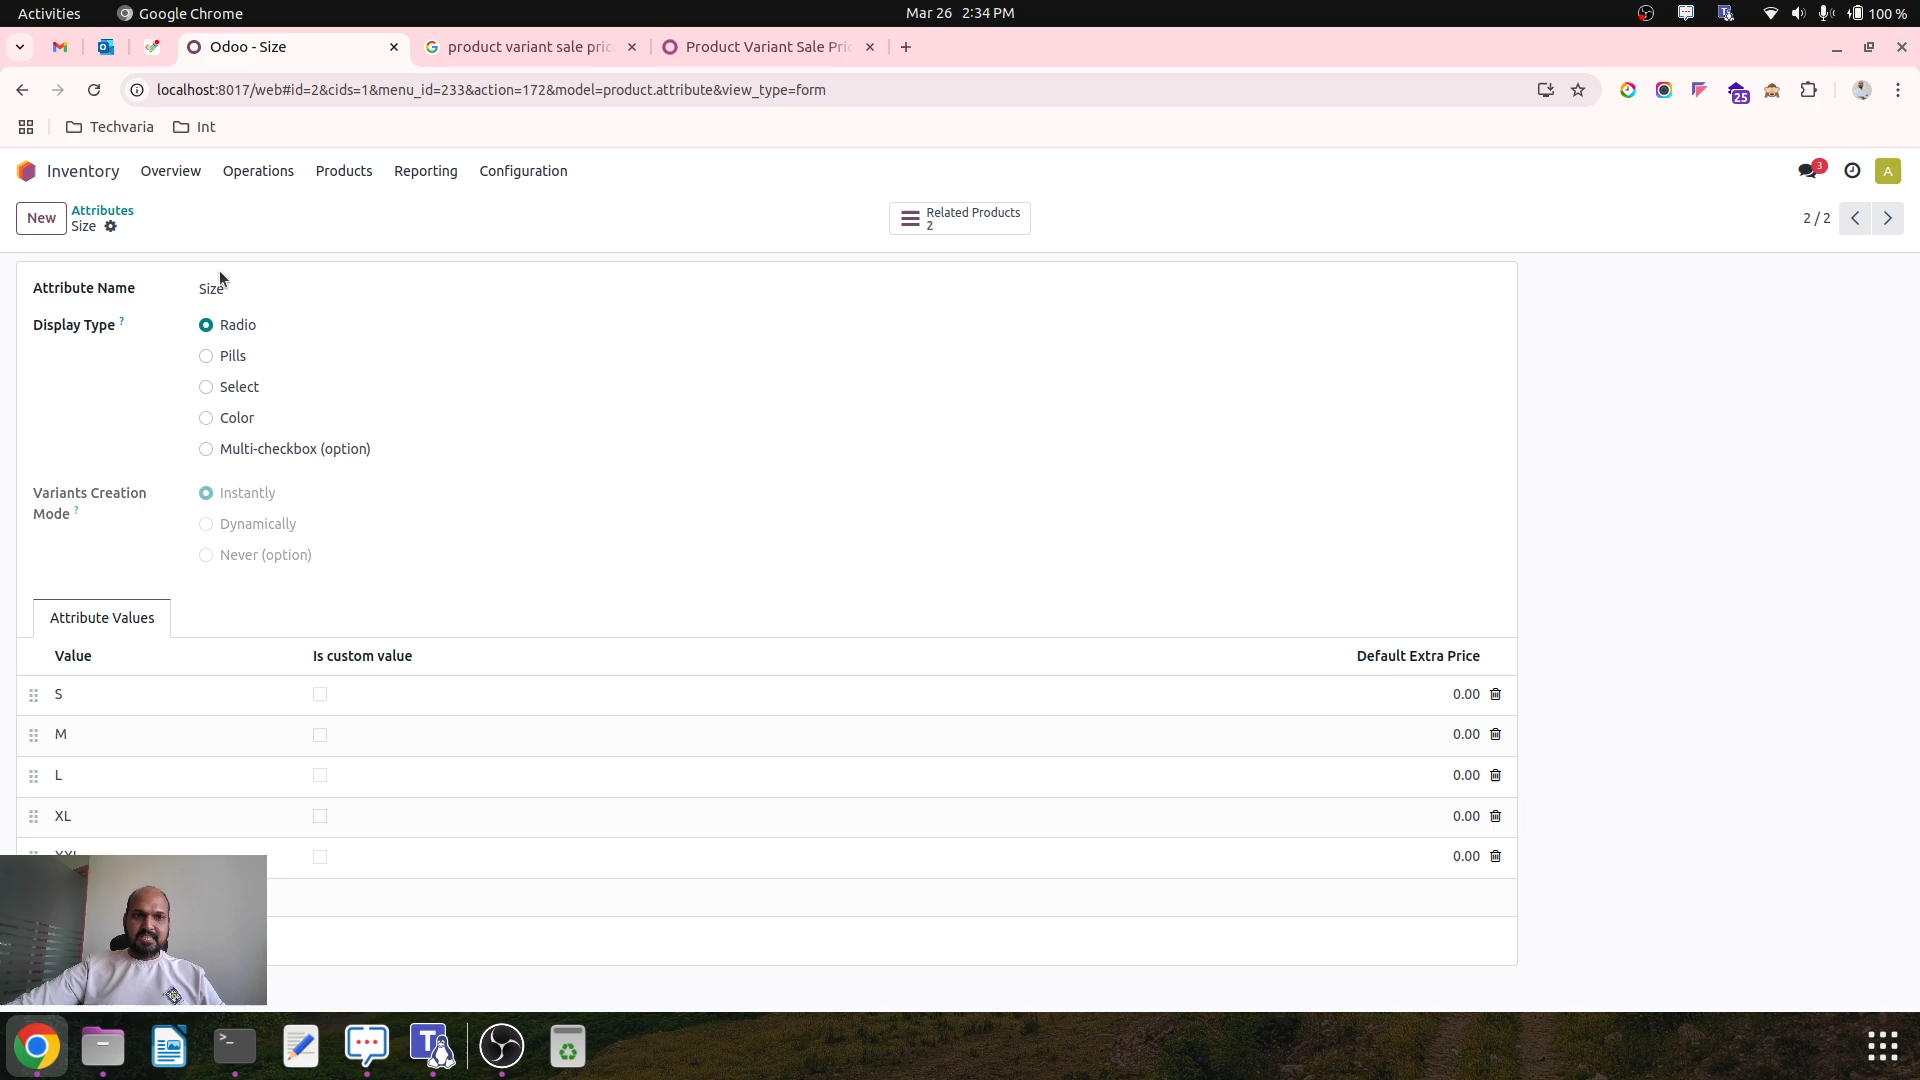 Activities
Google Chrome
Mar 26 2:34 PM
100 %
Odoo - Size
product variant sale pric
Product Variant Sale Pric
localhost:8017/web#id=2&cids=1&menu_id=233&action=172&model=product.attribute&view_type=form
25
Techvaria
Int
Inventory
Overview
Operations
Products
Reporting
Configuration
3
A
New
Attributes
Size
Related Products
2
2 / 2
Attribute Name
Size
Display Type ?
Radio
Pills
Select
Color
Multi-checkbox (option)
Variants Creation
Mode ?
Instantly
Dynamically
Never (option)
Attribute Values
Value
Is custom value
Default Extra Price
S
0.00
M
0.00
L
0.00
XL
0.00
XXL
0.00